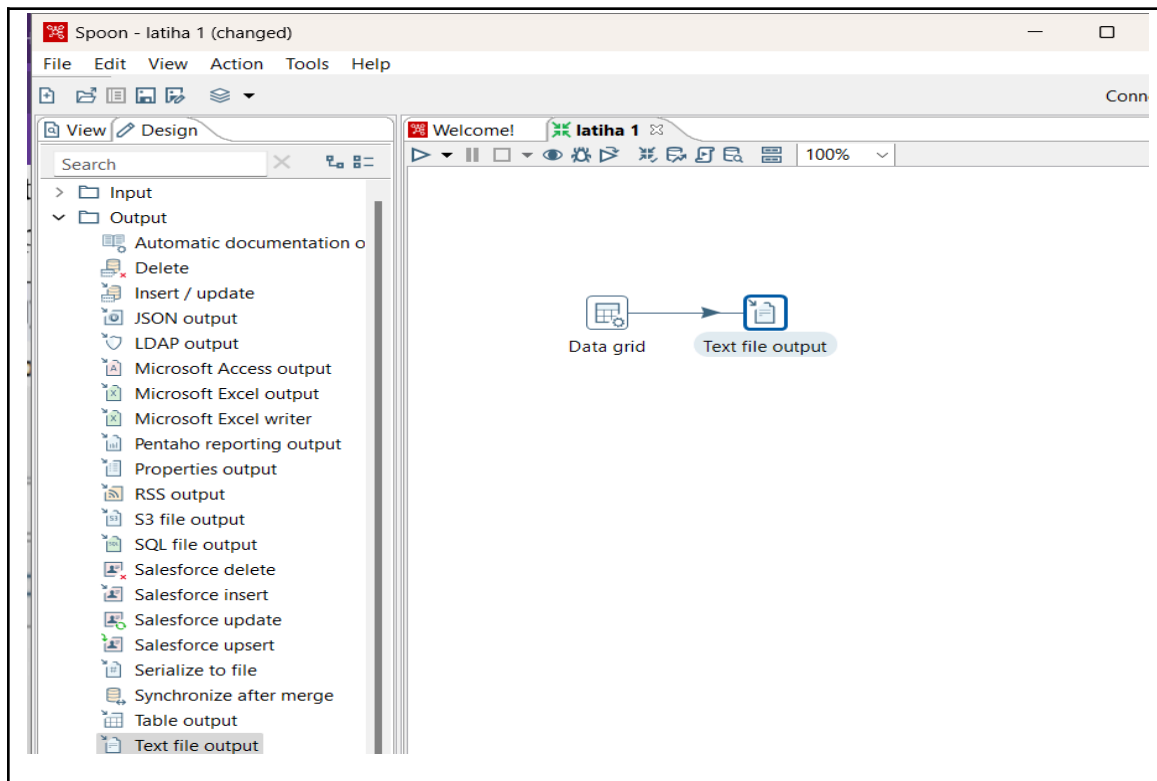 Spoon - latiha 1 (changed)
File Edit View Action Tools Help
Conn
View Design
Welcome! latiha 1
Search
100%
Input
Output
Automatic documentation o
Delete
Insert / update
JSON output
LDAP output
Microsoft Access output
Microsoft Excel output
Microsoft Excel writer
Pentaho reporting output
Properties output
RSS output
S3 file output
SQL file output
Salesforce delete
Salesforce insert
Salesforce update
Salesforce upsert
Serialize to file
Synchronize after merge
Table output
Text file output
Data grid Text file output